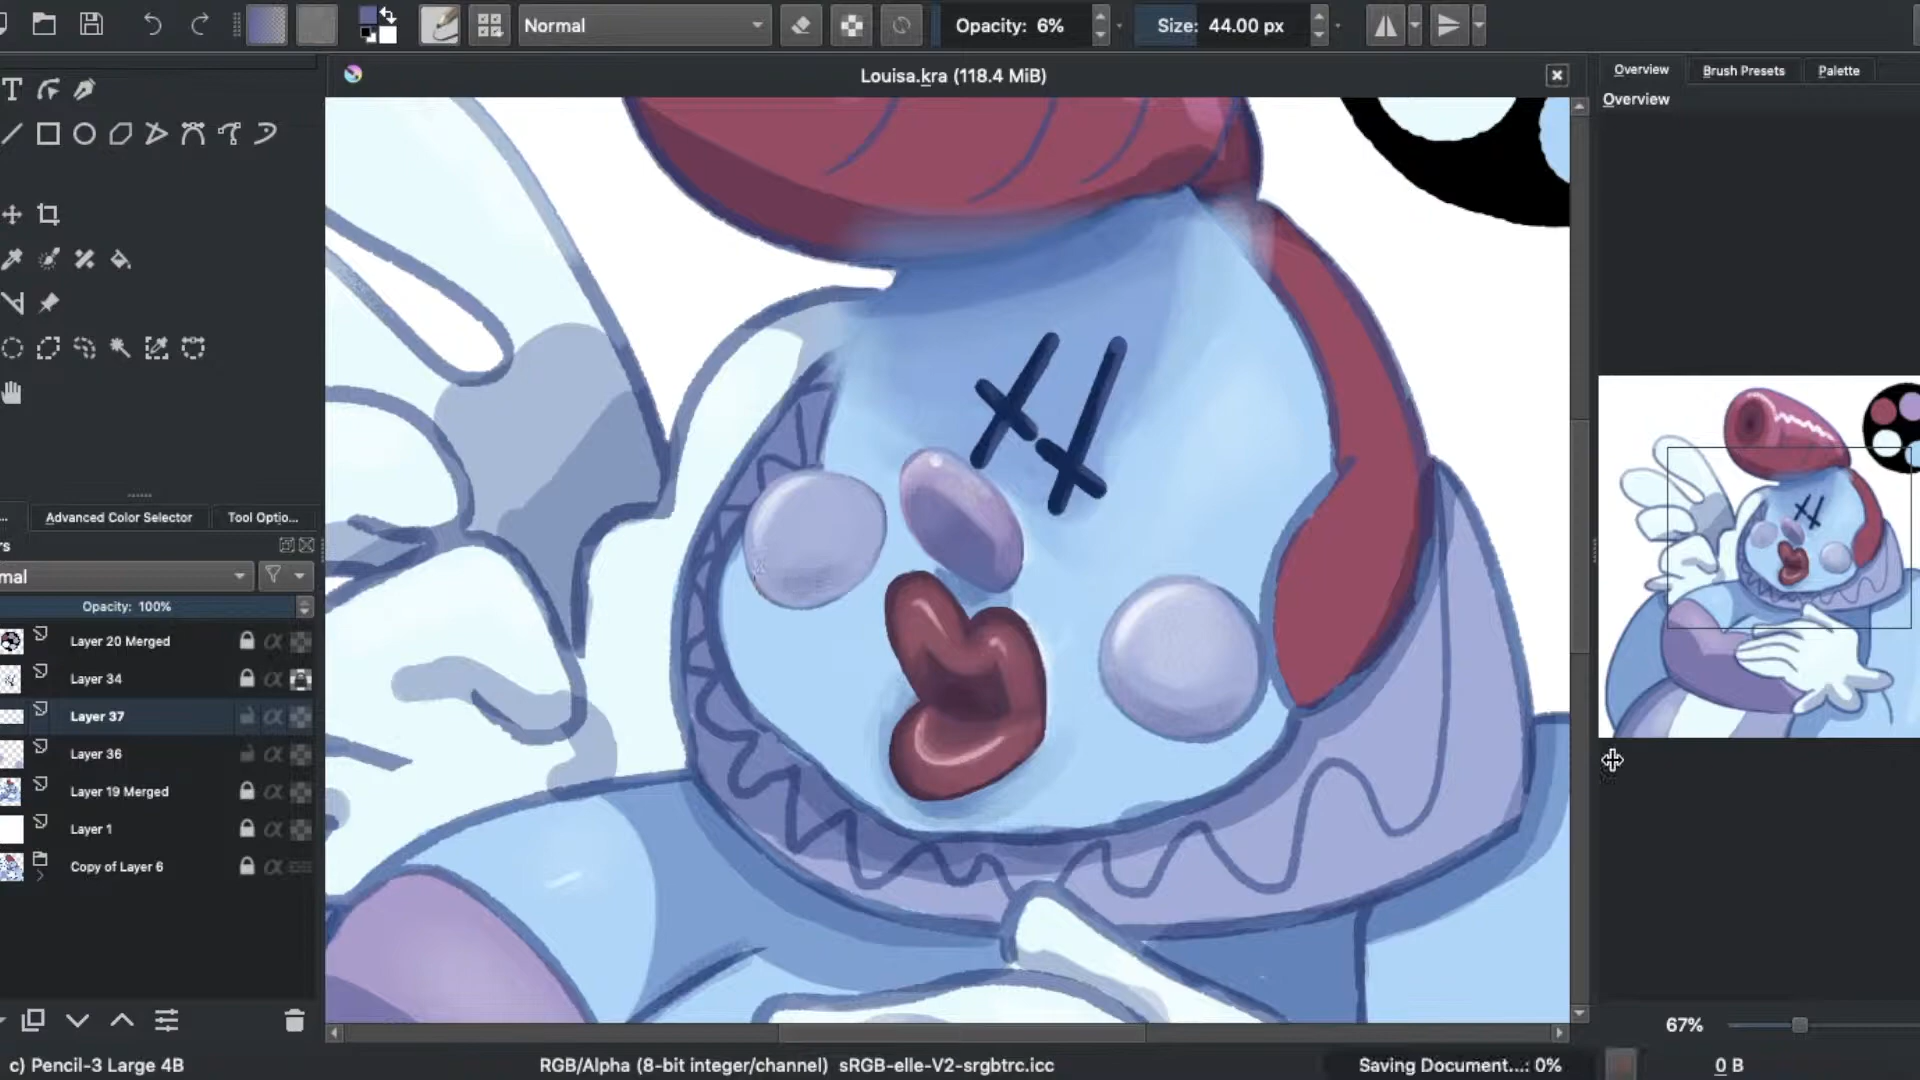 Normal
Opacity: 6%
Size: 44.00 px
Louisa.kra (118.4 MiB)
Overview
Brush Presets
Palette
Overview
...
Advanced Color Selector
Tool Optio...
rs
mal
Opacity: 100%
Layer 20 Merged
Layer 34
Layer 37
Layer 36
Layer 19 Merged
Layer 1
Copy of Layer 6
67%
c) Pencil-3 Large 4B
RGB/Alpha (8-bit integer/channel) sRGB-elle-V2-srgbtrc.icc
Saving Document...: 0%
0 B